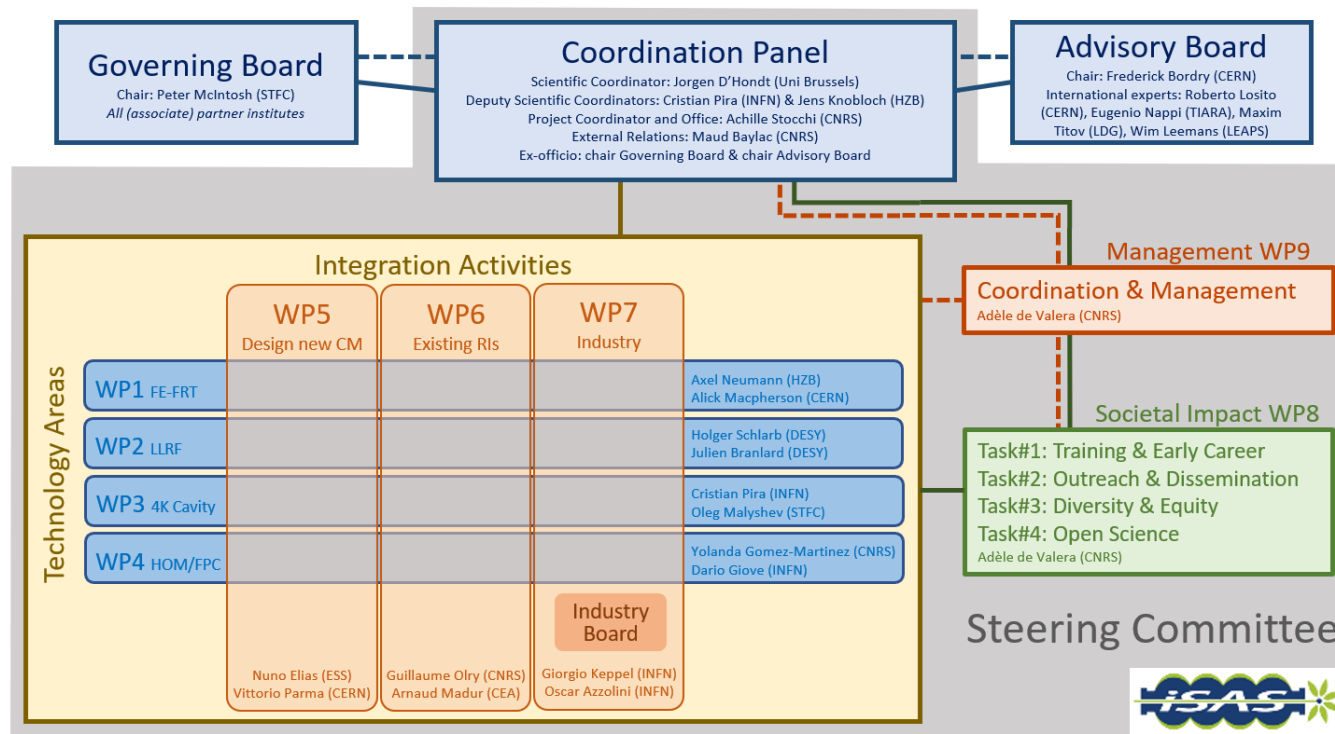 Governing Board
Chair: Peter McIntosh (STFC)
All (associate) partner institutes
Coordination Panel
Scientific Coordinator: Jorgen D'Hondt (Uni Brussels)
Deputy Scientific Coordinators: Cristian Pira (INFN) & Jens Knobloch (HZB)
Project Coordinator and Office: Achille Stocchi (CNRS)
External Relations: Maud Baylac (CNRS)
Ex-officio: chair Governing Board & chair Advisory Board
Advisory Board
Chair: Frederick Bordry (CERN)
International experts: Roberto Losito
(CERN), Eugenio Nappi (TIARA), Maxim
Titov (LDG), Wim Leemans (LEAPS)
Integration Activities
Technology Areas
WP5
Design new CM
WP6
Existing RIs
WP7
Industry
WP1 FE-FRT
Axel Neumann (HZB)
Alick Macpherson (CERN)
WP2 LLRF
Holger Schlarb (DESY)
Julien Branlard (DESY)
WP3 4K Cavity
Cristian Pira (INFN)
Oleg Malyshev (STFC)
WP4 HOM/FPC
Yolanda Gomez-Martinez (CNRS)
Dario Giove (INFN)
Industry
Board
Nuno Elias (ESS)
Vittorio Parma (CERN)
Guillaume Olry (CNRS)
Arnaud Madur (CEA)
Giorgio Keppel (INFN)
Oscar Azzolini (INFN)
Management WP9
Coordination & Management
Adèle de Valera (CNRS)
Societal Impact WP8
Task#1: Training & Early Career
Task#2: Outreach & Dissemination
Task#3: Diversity & Equity
Task#4: Open Science
Adèle de Valera (CNRS)
Steering Committee
iSAS